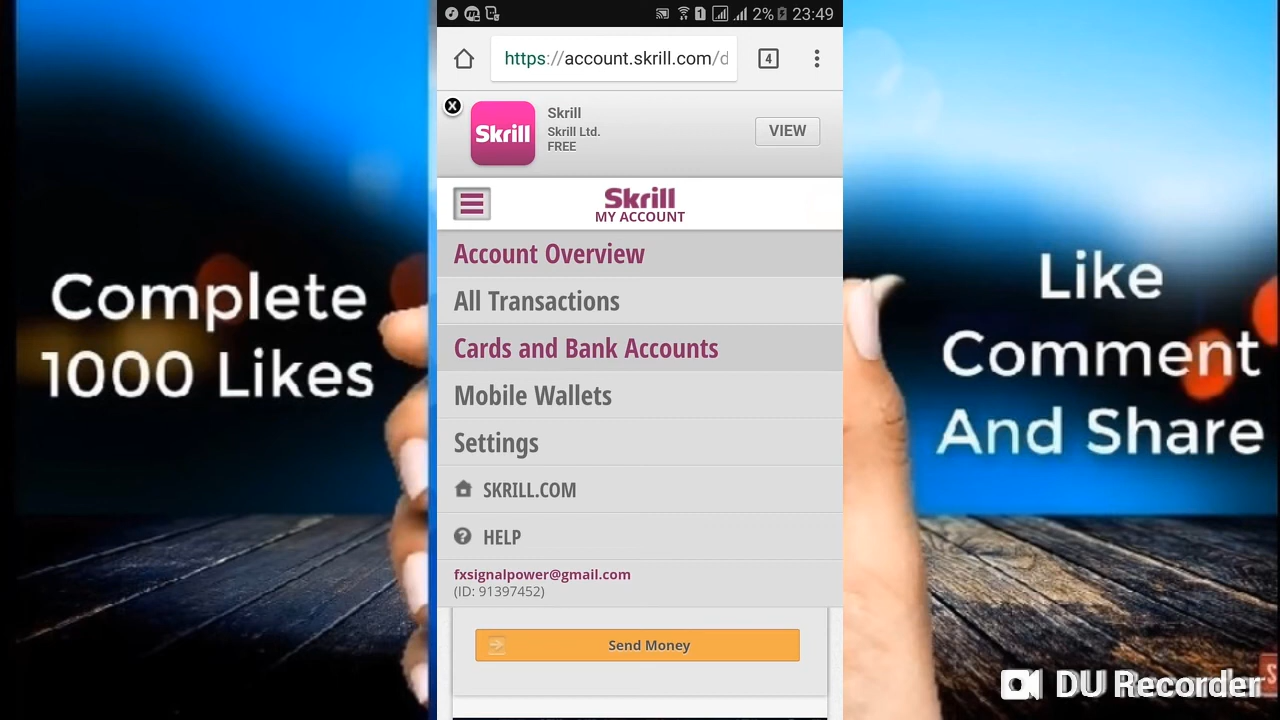 Complete
1000 Likes
1
2%
23:49
https://account.skrill.com/d
4
X
Skrill
Skrill
Skrill Ltd.
FREE
VIEW
Skrill
MY ACCOUNT
Account Overview
All Transactions
Cards and Bank Accounts
Mobile Wallets
Settings
SKRILL.COM
HELP
fxsignalpower@gmail.com
(ID: 91397452)
Send Money
Like
Comment
And Share
DU Recorder